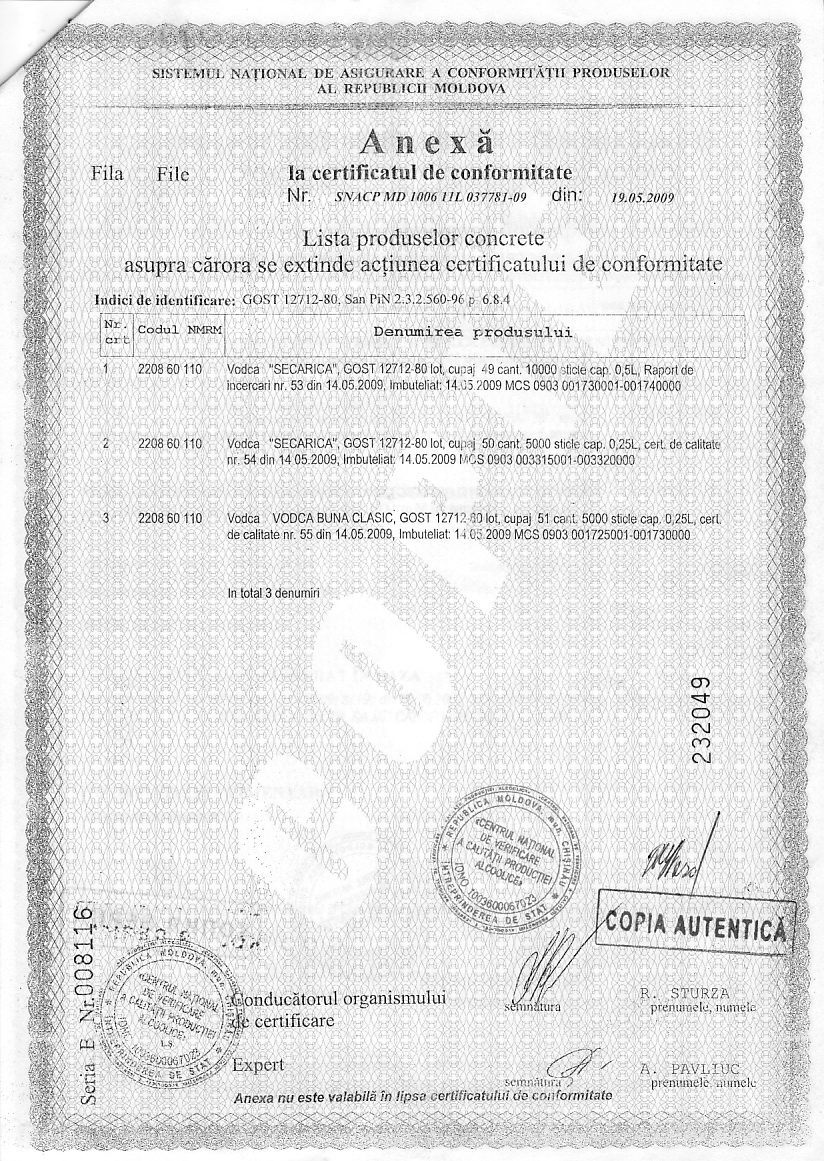 SISTEMUL NAȚIONAL DE ASIGURARE A CONFORMITĂȚII PRODUSELOR
AL REPUBLICII MOLDOVA
Anexă
Fila File la certificatul de conformitate
Nr. SNACP MD 1006 11L 037781-09 din: 19.05.2009
Lista produselor concrete
asupra cărora se extinde acțiunea certificatului de conformitate
Indici de identificare: GOST 12712-80, San PiN 2.3.2.560-96 p 6.8.4
Nr. crt Codul NMRM Denumirea produsului
1 2208 60 110 Vodca "SECARICA", GOST 12712-80 lot, cupaj 49 cant. 10000 sticle cap. 0,5L, Raport de
incercari nr. 53 din 14.05.2009, Imbuteliat: 14.05.2009 MCS 0903 001730001-001740000
2 2208 60 110 Vodca "SECARICA", GOST 12712-80 lot, cupaj 50 cant. 5000 sticle cap. 0,25L, cert. de calitate
nr. 54 din 14.05.2009, Imbuteliat: 14.05.2009 MCS 0903 003315001-003320000
3 2208 60 110 Vodca VODCA BUNA CLASIC, GOST 12712-80 lot, cupaj 51 cant. 5000 sticle cap. 0,25L, cert.
de calitate nr. 55 din 14.05.2009, Imbuteliat: 14.05.2009 MCS 0903 001725001-001730000
In total 3 denumiri
COPIE
232049
REPUBLICA MOLDOVA, mun. CHIȘINĂU
ÎNTREPRINDEREA DE STAT
«CENTRUL NAȚIONAL
DE VERIFICARE
A CALITĂȚII PRODUCȚIEI
ALCOOLICE»
IDNO 1003600067023
COPIA AUTENTICĂ
Seria E Nr.008116
REPUBLICA MOLDOVA, mun. CHIȘINĂU
ÎNTREPRINDEREA DE STAT
«CENTRUL NAȚIONAL
DE VERIFICARE
A CALITĂȚII PRODUCȚIEI
ALCOOLICE»
L.Ș
IDNO 1003600067023
Conducătorul organismului
de certificare
semnătura
R. STURZA
prenumele, numele
Expert
semnătura
A. PAVLIUC
prenumele, numele
Anexa nu este valabilă în lipsa certificatului de conformitate